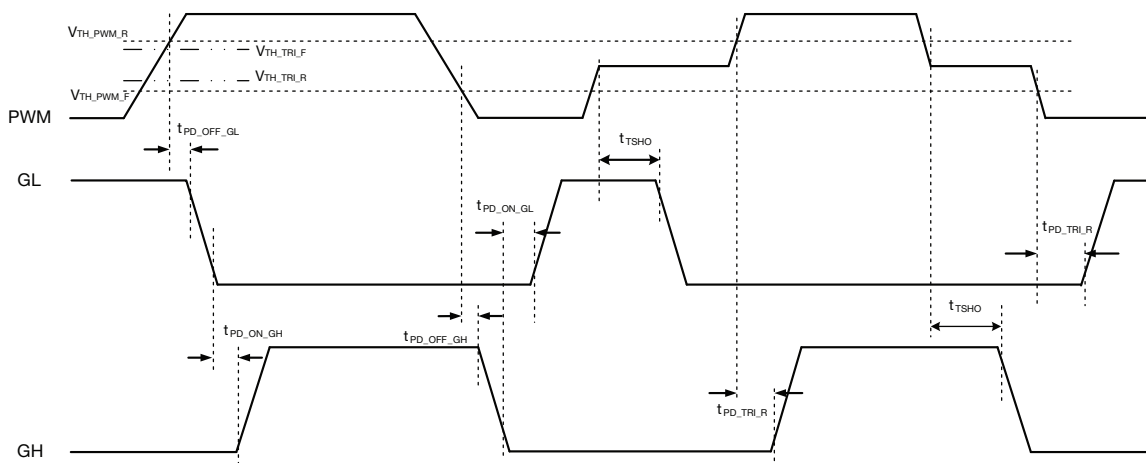 VTH_PWM_R
VTH_TRI_F
VTH_TRI_R
VTH_PWM_F
PWM
tPD_OFF_GL
tTSHO
GL
tPD_ON_GL
tPD_TRI_R
tTSHO
tPD_ON_GH
tPD_OFF_GH
tPD_TRI_R
GH